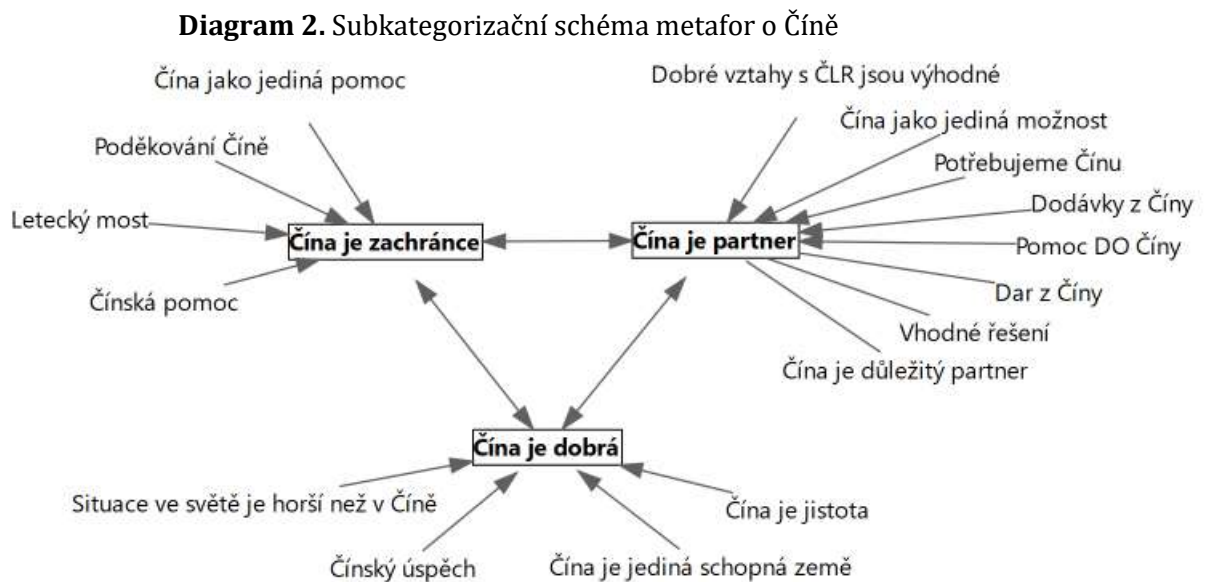 Diagram 2. Subkategorizační schéma metafor o Číně
Čína jako jediná pomoc
Dobré vztahy s ČLR jsou výhodné
Čína jako jediná možnost
Poděkování Číně
Potřebujeme Čínu
Letecký most
Dodávky z Číny
Čína je zachránce
Čína je partner
Pomoc DO Číny
Čínská pomoc
Dar z Číny
Vhodné řešení
Čína je důležitý partner
Čína je dobrá
Situace ve světě je horší než v Číně
Čína je jistota
Čínský úspěch
Čína je jediná schopná země